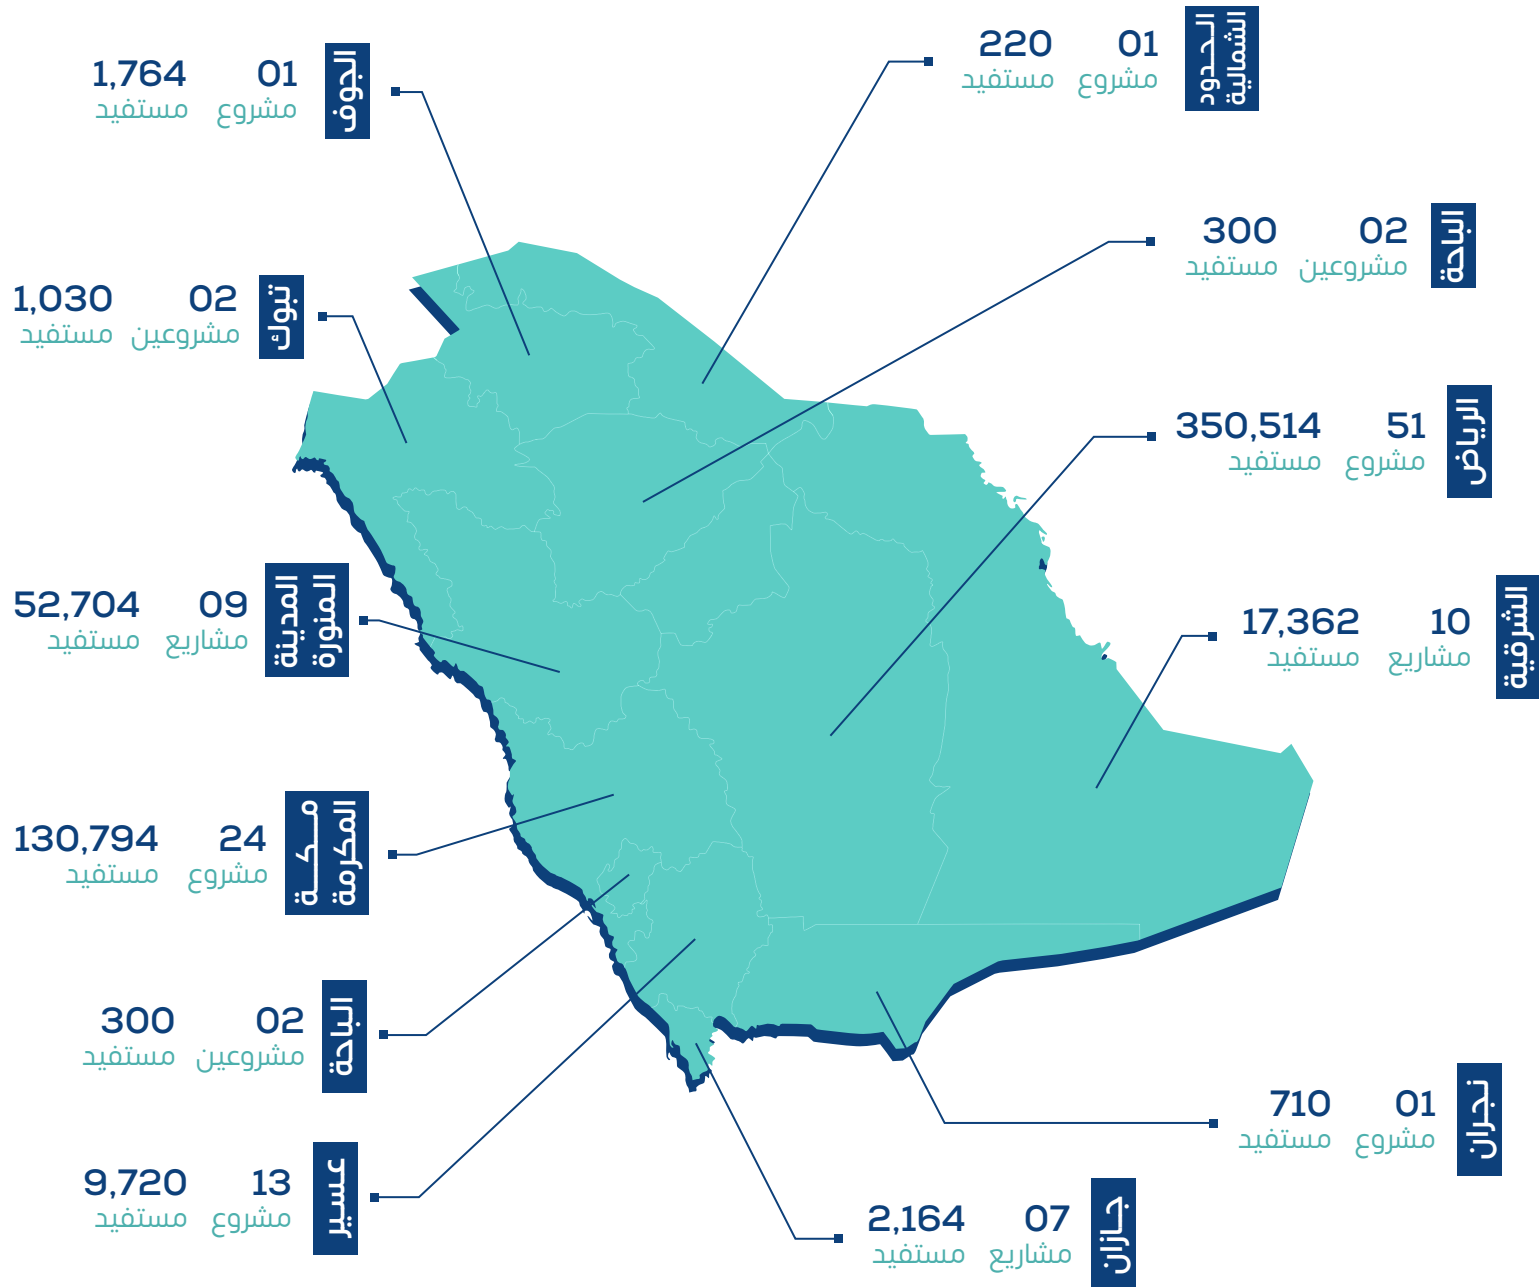 الحدود
الشمالية
01 220
مشروع مستفيد
الجوف
01 1,764
مشروع مستفيد
الباحة
02 300
مشروعين مستفيد
تبوك
02 1,030
مشروعين مستفيد
الرياض
51 350,514
مشروع مستفيد
المدينة
المنورة
09 52,704
مشاريع مستفيد
الشرقية
10 17,362
مشاريع مستفيد
مكة
المكرمة
24 130,794
مشروع مستفيد
الباحة
02 300
مشروعين مستفيد
نجران
01 710
مشروع مستفيد
عسير
13 9,720
مشروع مستفيد
جازان
07 2,164
مشاريع مستفيد